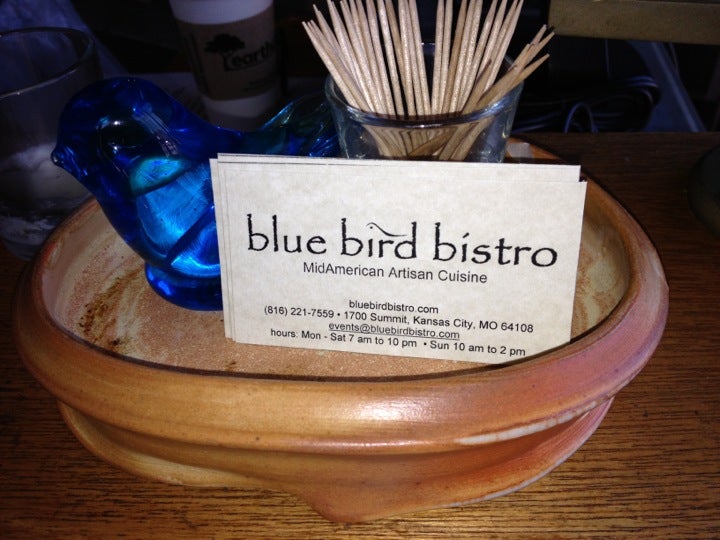 earth
blue bird bistro
MidAmerican Artisan Cuisine
bluebirdbistro.com
(816) 221-7559 • 1700 Summit, Kansas City, MO 64108
events@bluebirdbistro.com
hours: Mon - Sat 7 am to 10 pm • Sun 10 am to 2 pm